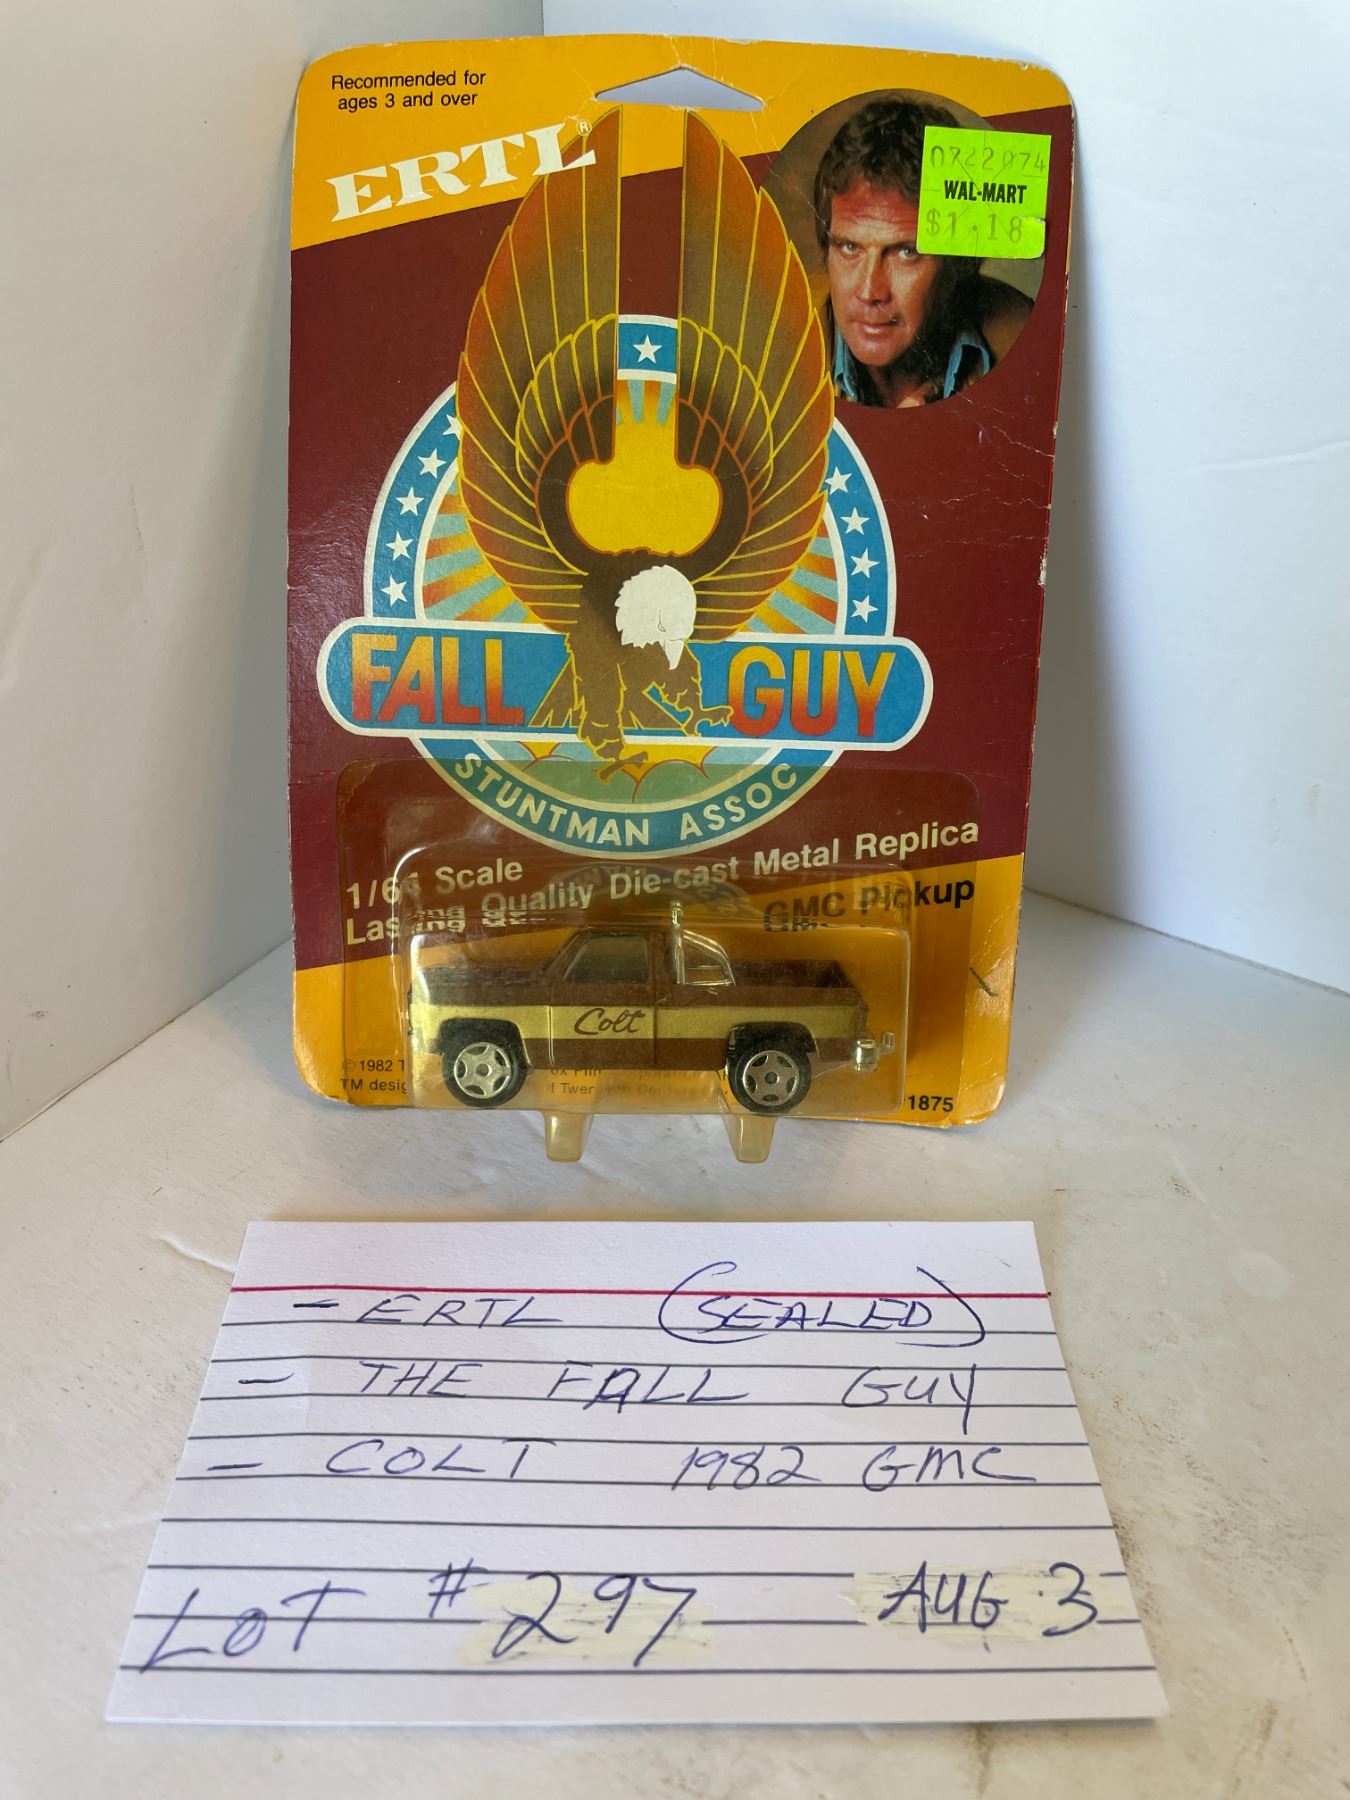 Recommended for
ages 3 and over
ERTL®
0722074
WAL-MART
$1.18
FALL GUY
STUNTMAN ASSOC
1/64 Scale
Lasting Quality Die-cast Metal Replica
GMC Pickup
Colt
© 1982 T
TM desig
1875
- ERTL (SEALED)
- THE FALL GUY
- COLT 1982 GMC
LOT # 297 AUG. 3